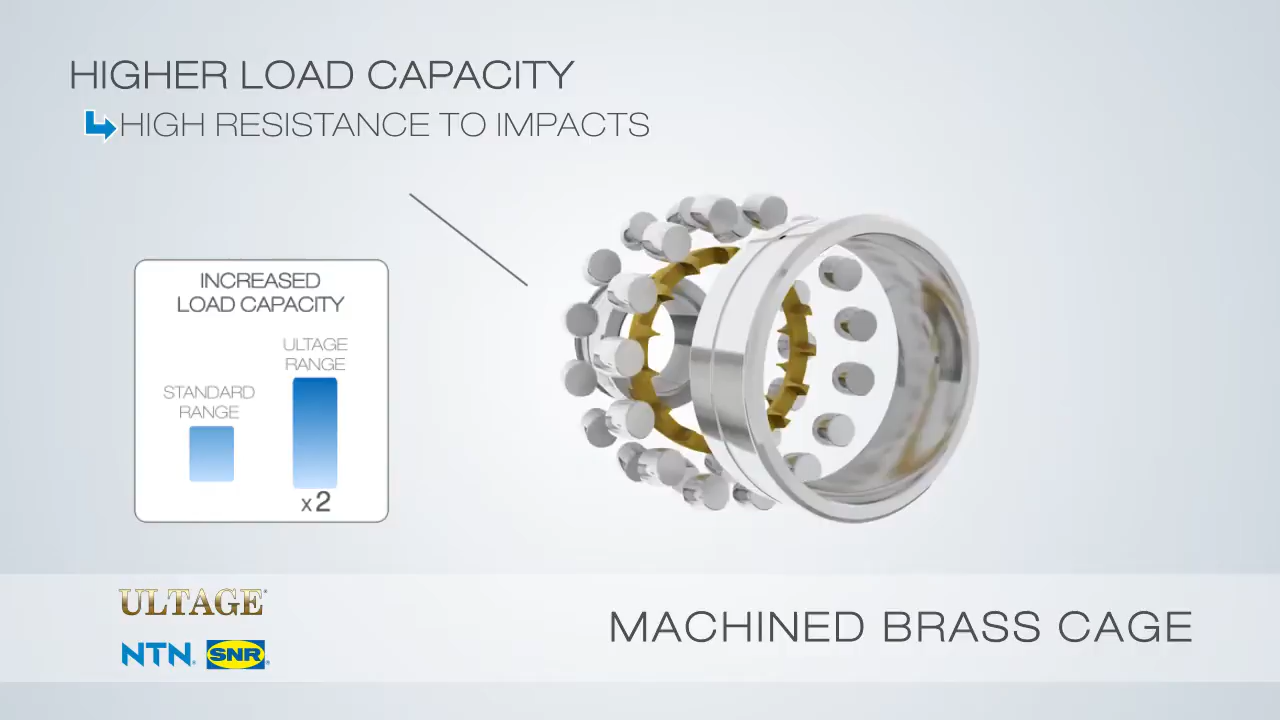 HIGHER LOAD CAPACITY
HIGH RESISTANCE TO IMPACTS
INCREASED
LOAD CAPACITY
ULTAGE
RANGE
STANDARD
RANGE
x2
ULTAGE®
NTN® SNR®
MACHINED BRASS CAGE